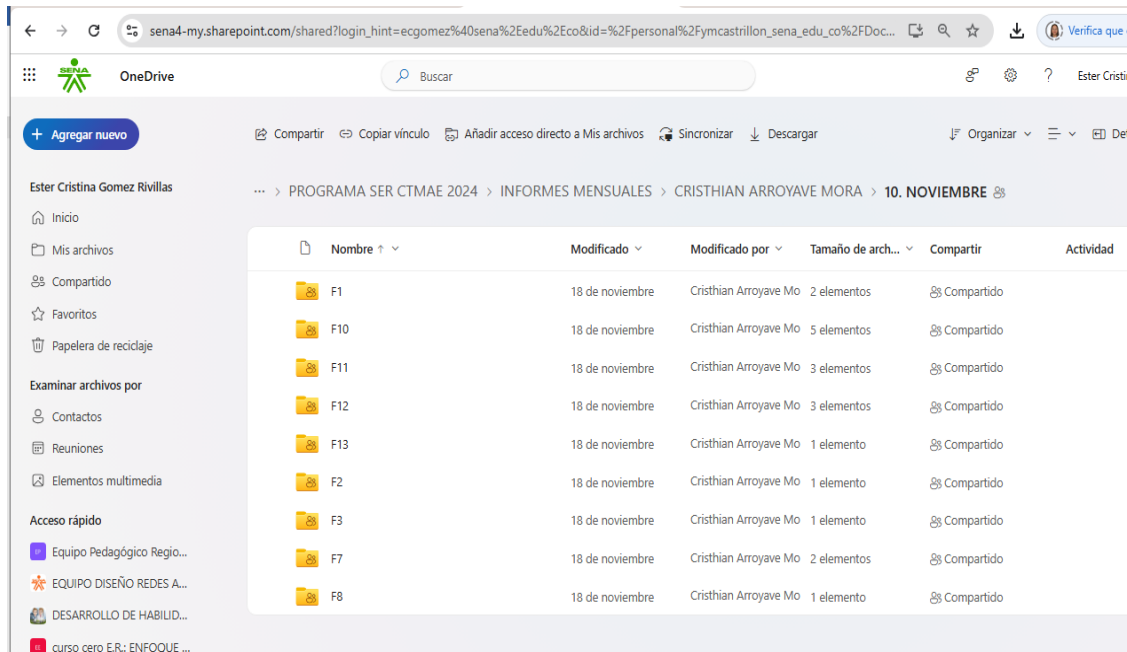 sena4-my.sharepoint.com/shared?login_hint=ecgomez%40sena%2Eedu%2Eco&id=%2Fpersonal%2Fymcastrillon_sena_edu_co%2FDoc...
Verifica que
SENA
OneDrive
Buscar
?
Ester Cristi
+ Agregar nuevo
Compartir Copiar vínculo Añadir acceso directo a Mis archivos Sincronizar Descargar
Organizar
Det
Ester Cristina Gomez Rivillas
Inicio
Mis archivos
Compartido
Favoritos
Papelera de reciclaje
Examinar archivos por
Contactos
Reuniones
Elementos multimedia
Acceso rápido
Equipo Pedagógico Regio...
EQUIPO DISEÑO REDES A...
DESARROLLO DE HABILID...
curso cero E.R.: ENFOQUE ...
... > PROGRAMA SER CTMAE 2024 > INFORMES MENSUALES > CRISTHIAN ARROYAVE MORA > 10. NOVIEMBRE
Nombre ↑ Modificado Modificado por Tamaño de arch... Compartir Actividad
F1 18 de noviembre Cristhian Arroyave Mo 2 elementos Compartido
F10 18 de noviembre Cristhian Arroyave Mo 5 elementos Compartido
F11 18 de noviembre Cristhian Arroyave Mo 3 elementos Compartido
F12 18 de noviembre Cristhian Arroyave Mo 3 elementos Compartido
F13 18 de noviembre Cristhian Arroyave Mo 1 elemento Compartido
F2 18 de noviembre Cristhian Arroyave Mo 1 elemento Compartido
F3 18 de noviembre Cristhian Arroyave Mo 1 elemento Compartido
F7 18 de noviembre Cristhian Arroyave Mo 2 elementos Compartido
F8 18 de noviembre Cristhian Arroyave Mo 1 elemento Compartido